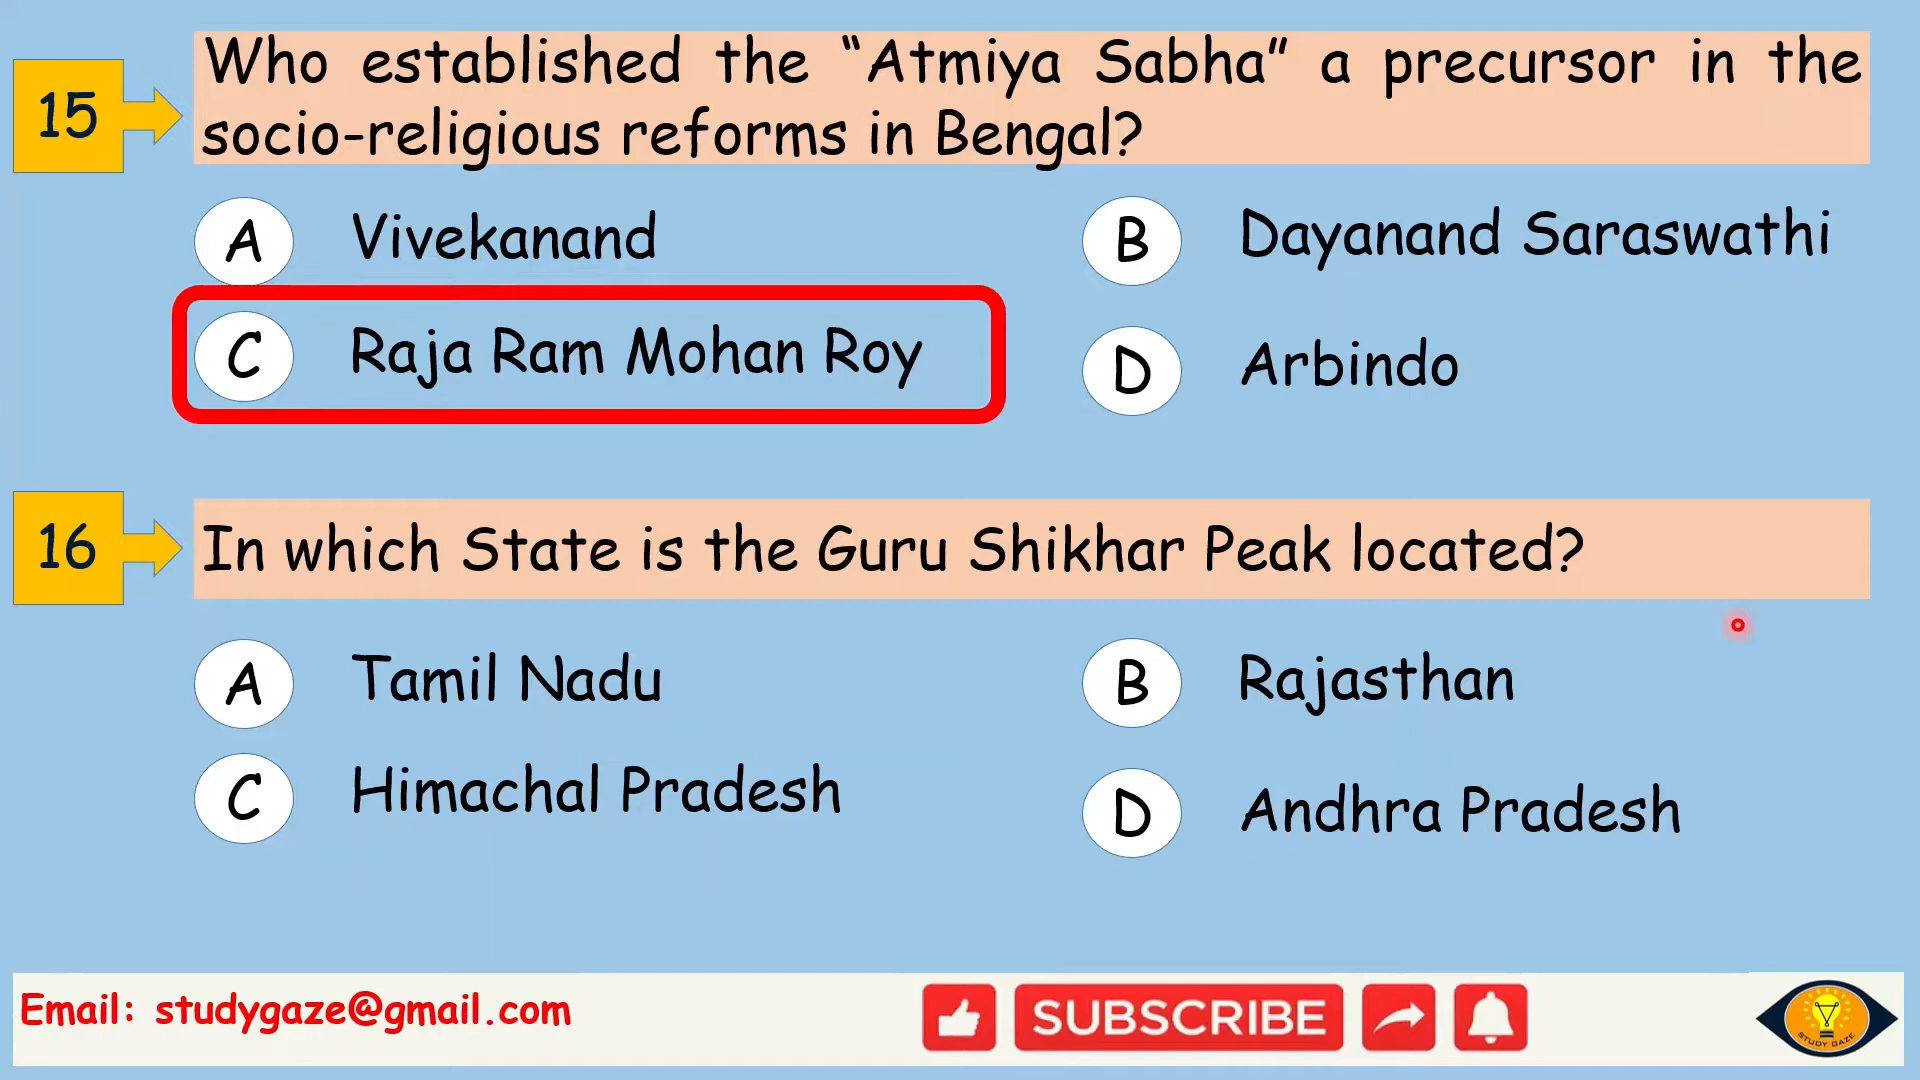 15
Who established the “Atmiya Sabha” a precursor in the
socio-religious reforms in Bengal?
A Vivekanand
B Dayanand Saraswathi
C Raja Ram Mohan Roy
D Arbindo
16
In which State is the Guru Shikhar Peak located?
A Tamil Nadu
B Rajasthan
C Himachal Pradesh
D Andhra Pradesh
Email: studygaze@gmail.com
SUBSCRIBE
STUDY GAZE